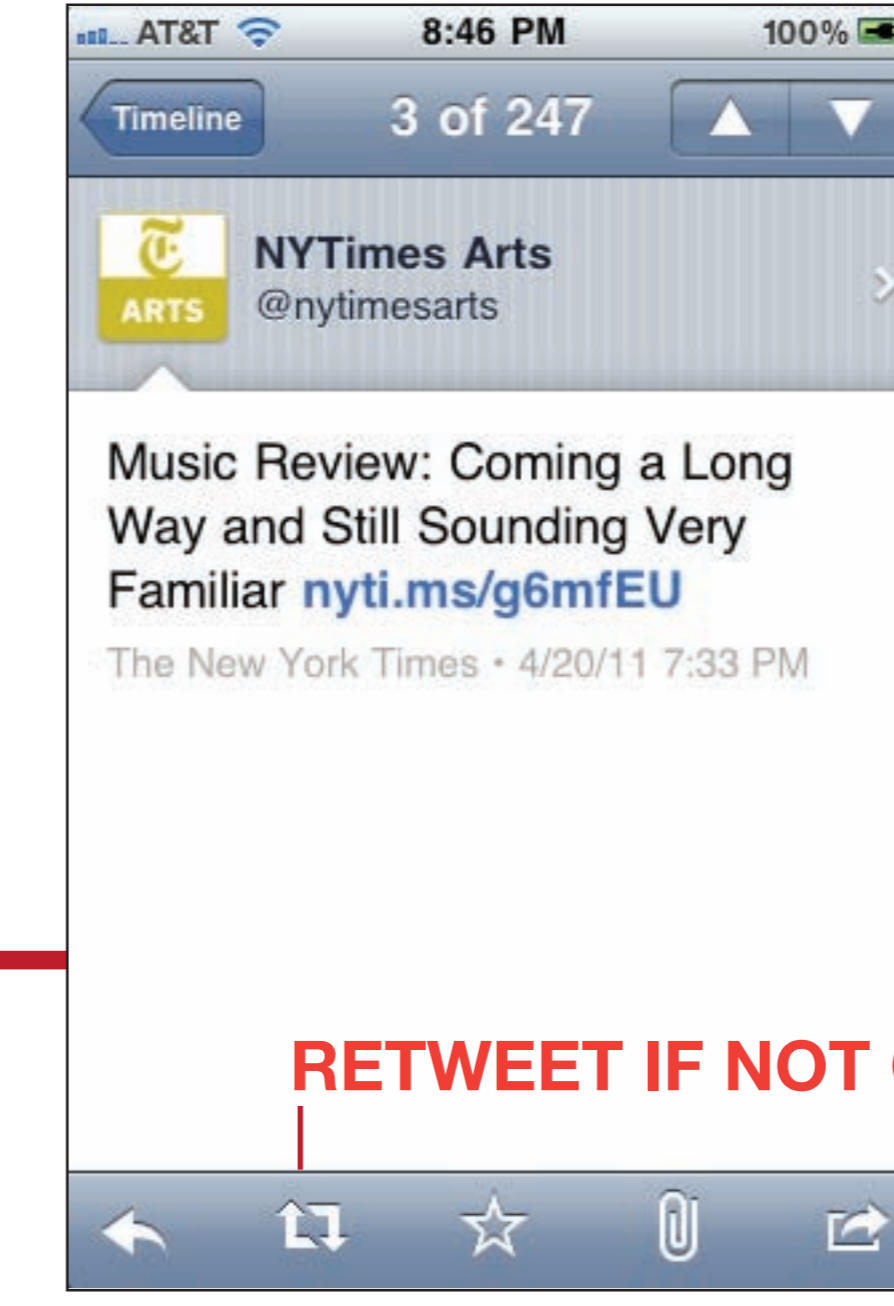 AT&T 8:46 PM 100%
Timeline 3 of 247
NYTimes Arts
ARTS @nytimesarts
Music Review: Coming a Long
Way and Still Sounding Very
Familiar nyti.ms/g6mfEU
The New York Times • 4/20/11 7:33 PM
RETWEET IF NOT